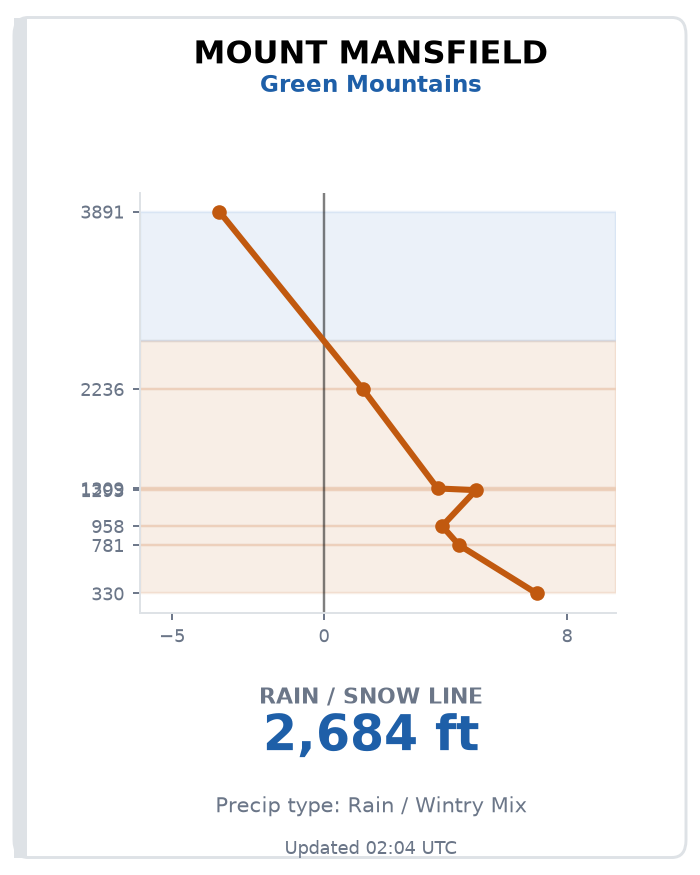 MOUNT MANSFIELD
Green Mountains
3891
2236
958
781
330
−5 0 8
RAIN / SNOW LINE
2,684 ft
Precip type: Rain / Wintry Mix
Updated 02:04 UTC